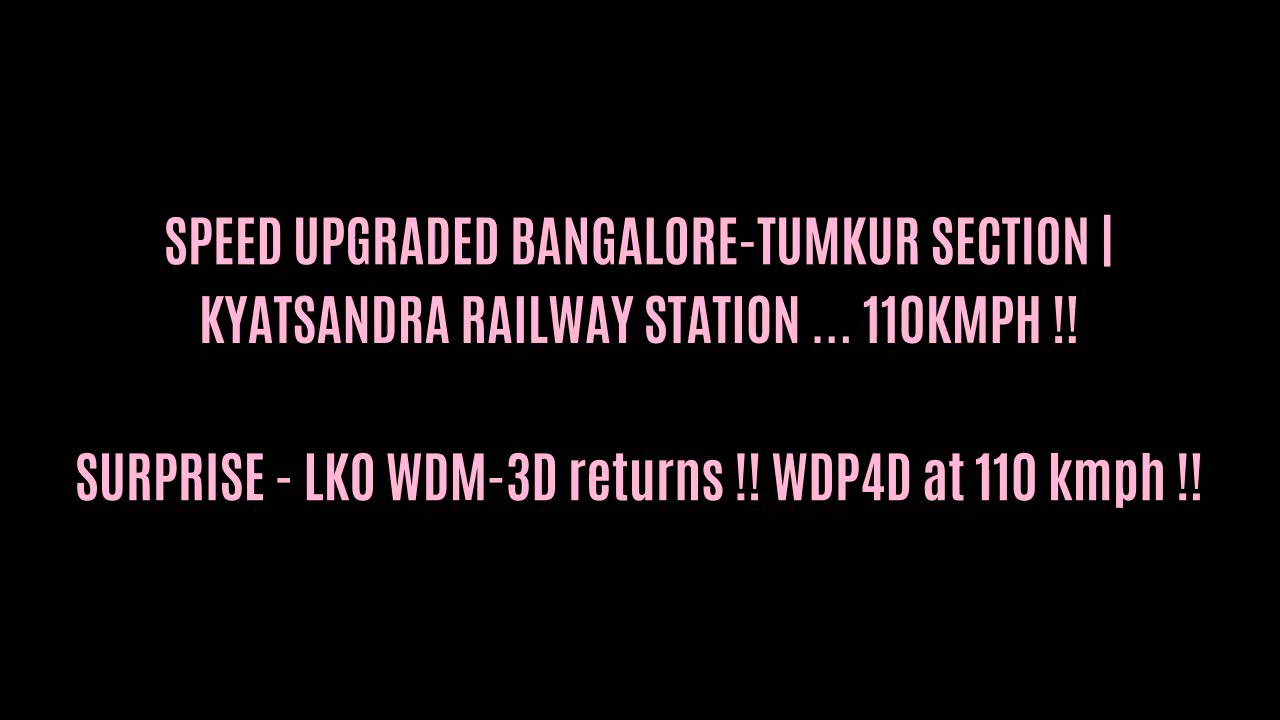 SPEED UPGRADED BANGALORE-TUMKUR SECTION |
KYATSANDRA RAILWAY STATION ... 110KMPH !!
SURPRISE - LKO WDM-3D returns !! WDP4D at 110 kmph !!